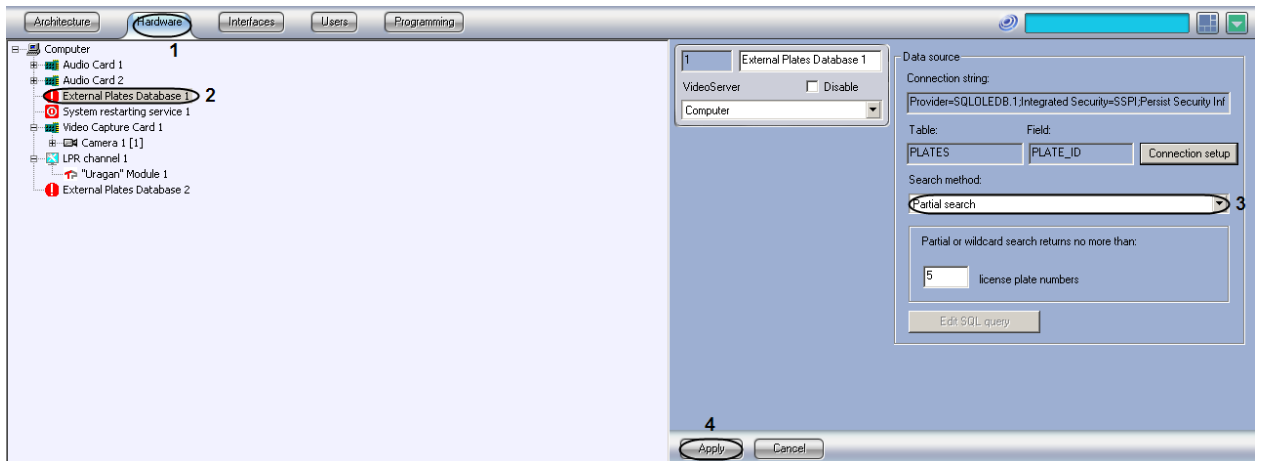 Architecture Hardware Interfaces Users Programming
1
Computer
Audio Card 1
Audio Card 2
External Plates Database 1 2
System restarting service 1
Video Capture Card 1
Camera 1 [1]
LPR channel 1
"Uragan" Module 1
External Plates Database 2
1 External Plates Database 1
VideoServer Disable
Computer
Data source
Connection string:
Provider=SQLOLEDB.1;Integrated Security=SSPI;Persist Security Inf
Table: Field:
PLATES PLATE_ID Connection setup
Search method:
Partial search 3
Partial or wildcard search returns no more than:
5 license plate numbers
Edit SQL query
4
Apply Cancel